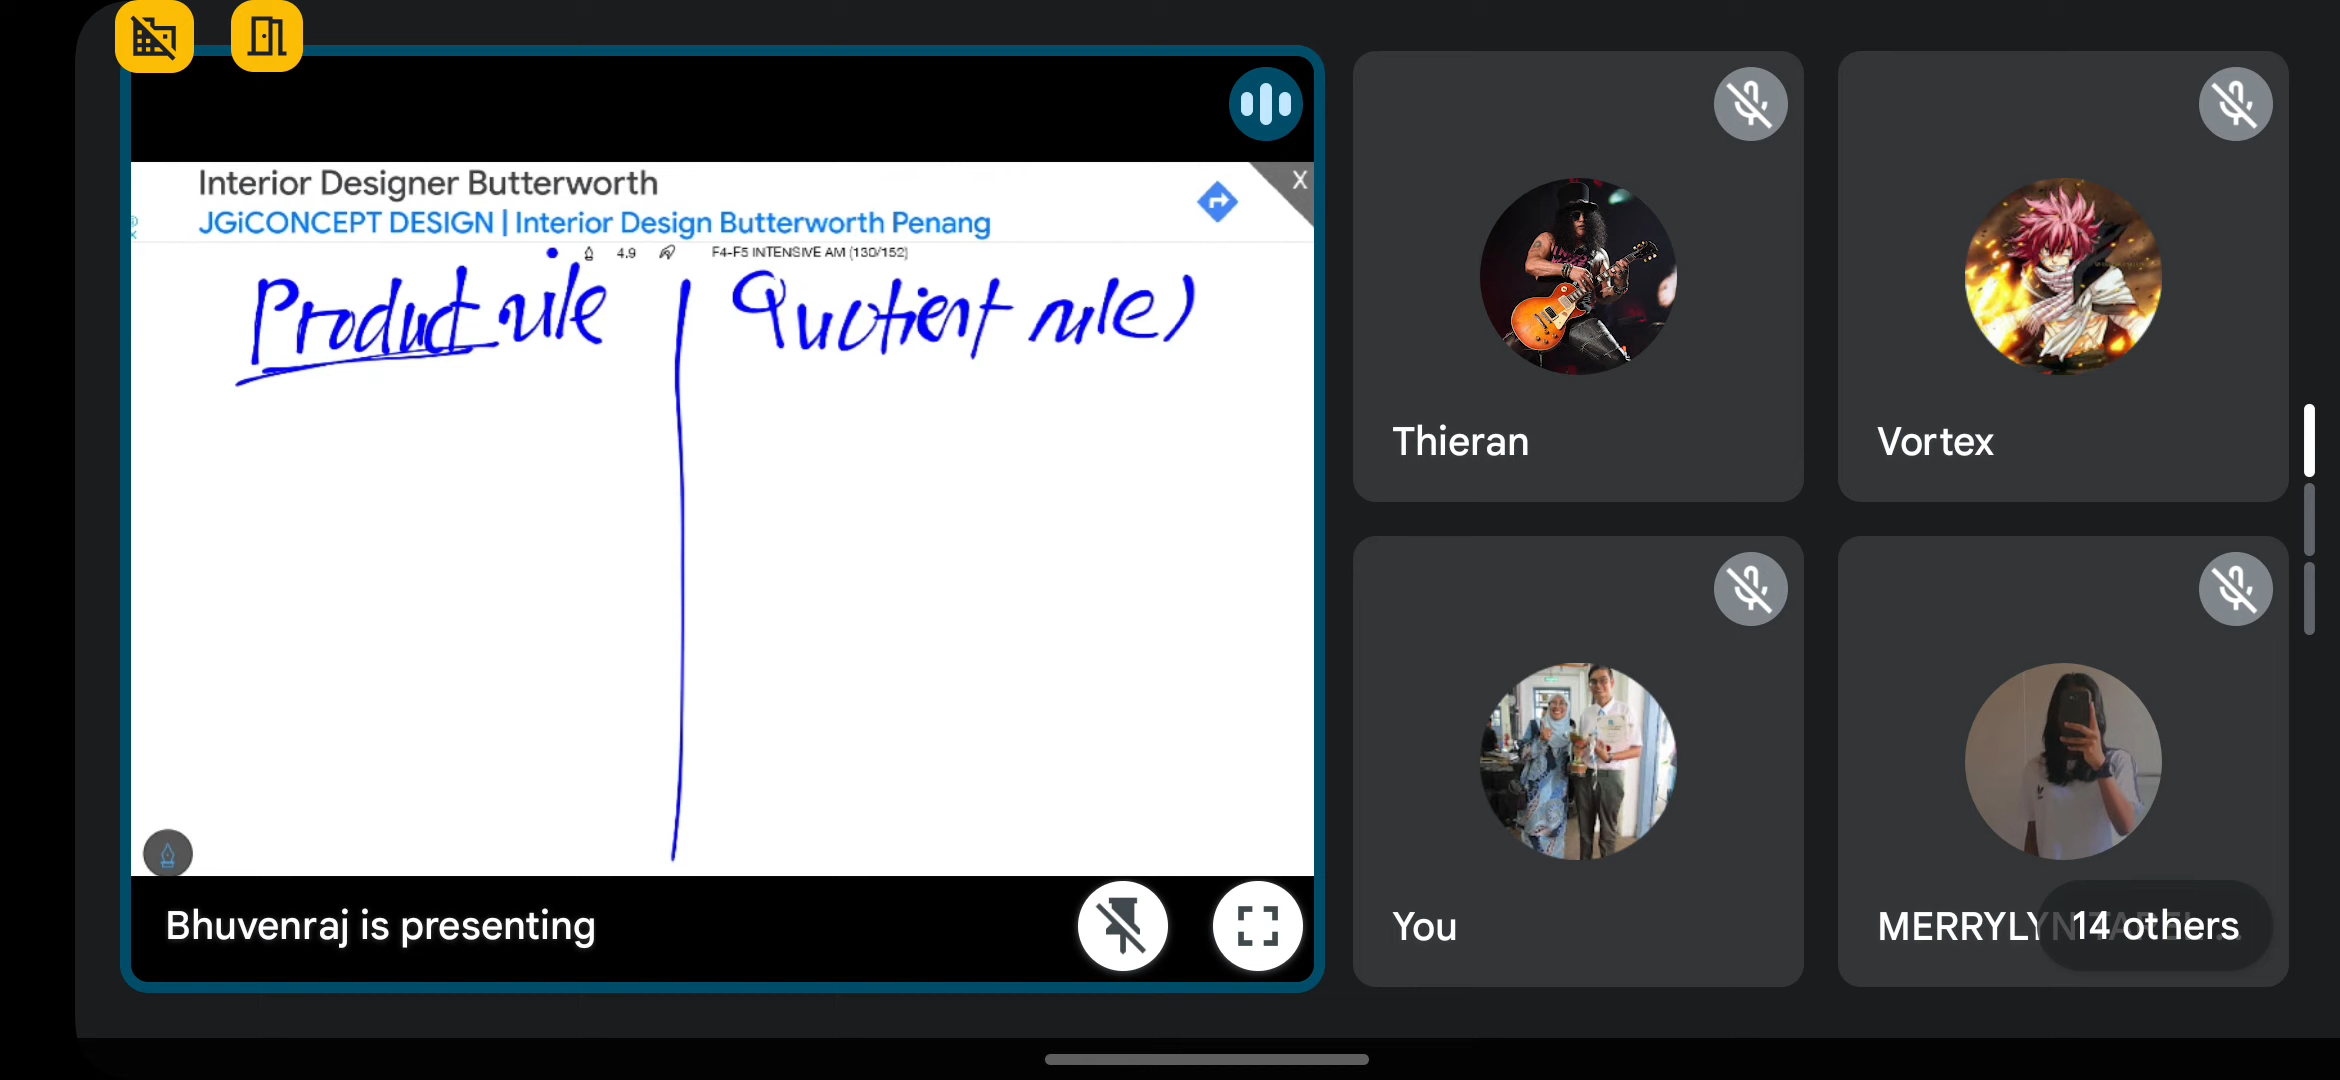 Interior Designer Butterworth
X
JGiCONCEPT DESIGN | Interior Design Butterworth Penang
4.9 F4-F5 INTENSIVE AM (130/152)
Product rule | Quotient rule)
Bhuvenraj is presenting
Thieran
Vortex
You
MERRYLYN
14 others